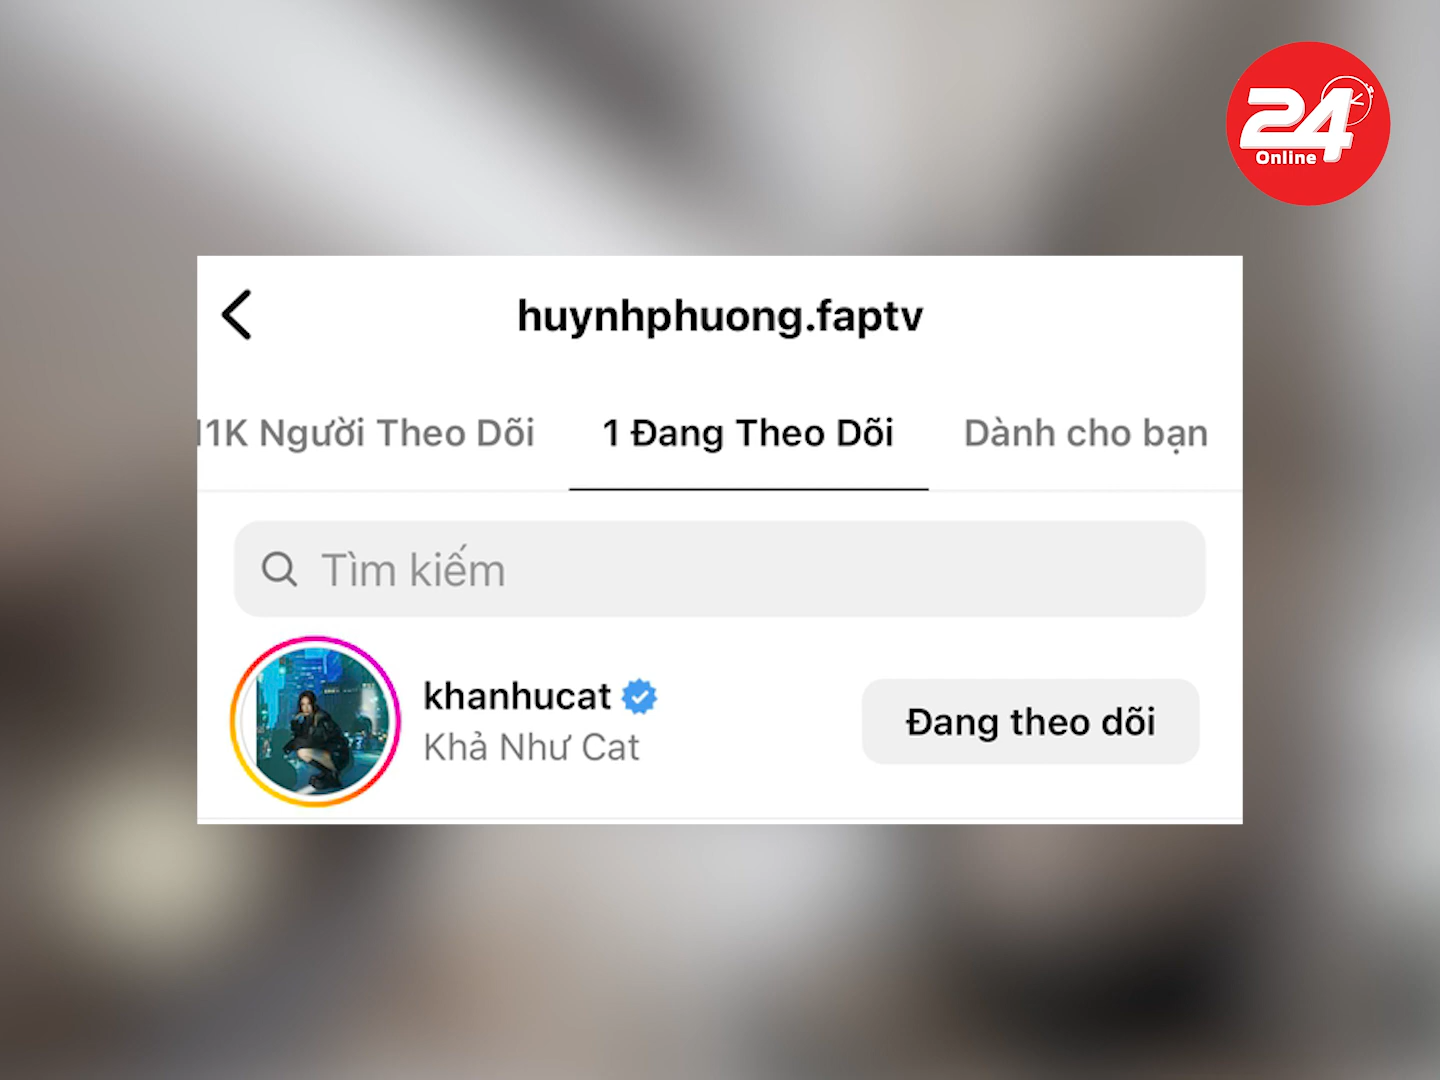 24
Online
huynhphuong.faptv
11K Người Theo Dõi
1 Đang Theo Dõi
Dành cho bạn
Tìm kiếm
khanhucat
Khả Như Cat
Đang theo dõi